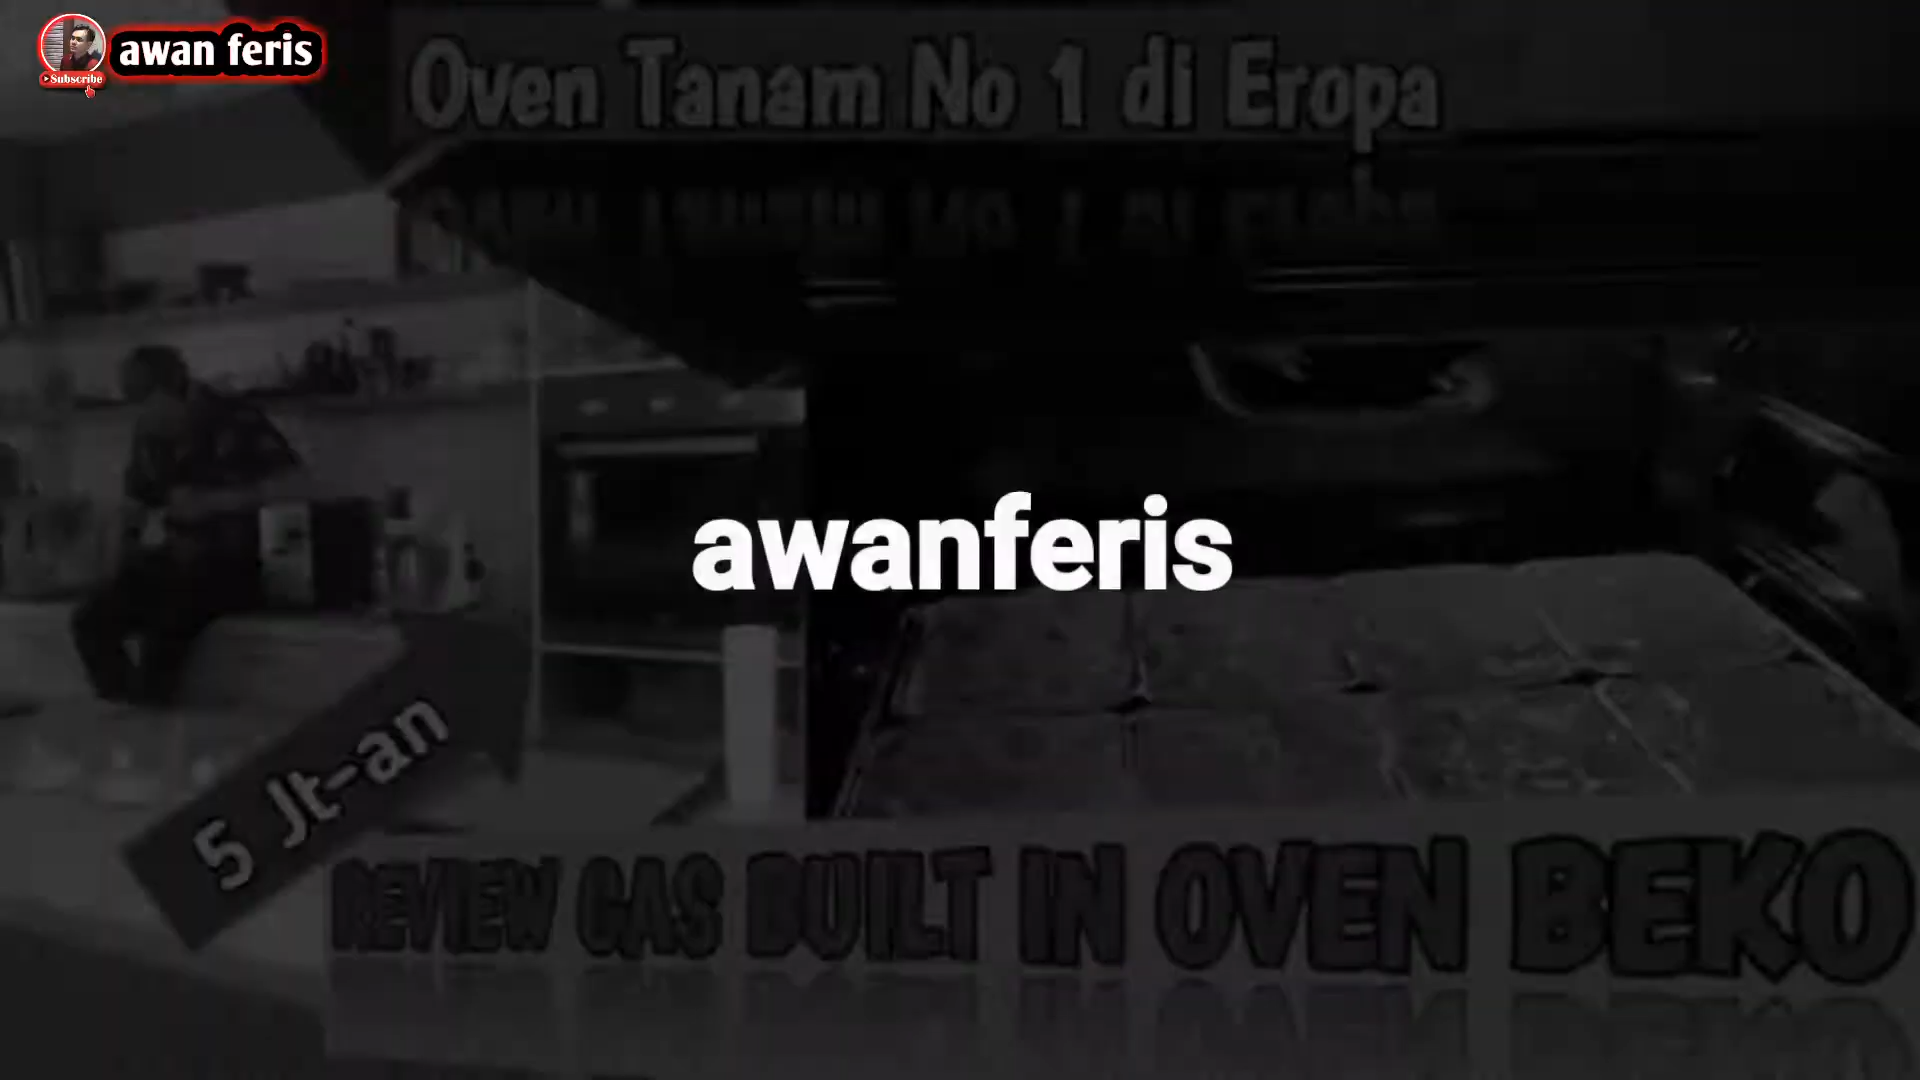 awan feris
Subscribe
Oven Tanam No 1 di Eropa
awanferis
5 Jt-an
REVIEW GAS BUILT IN OVEN BEKO